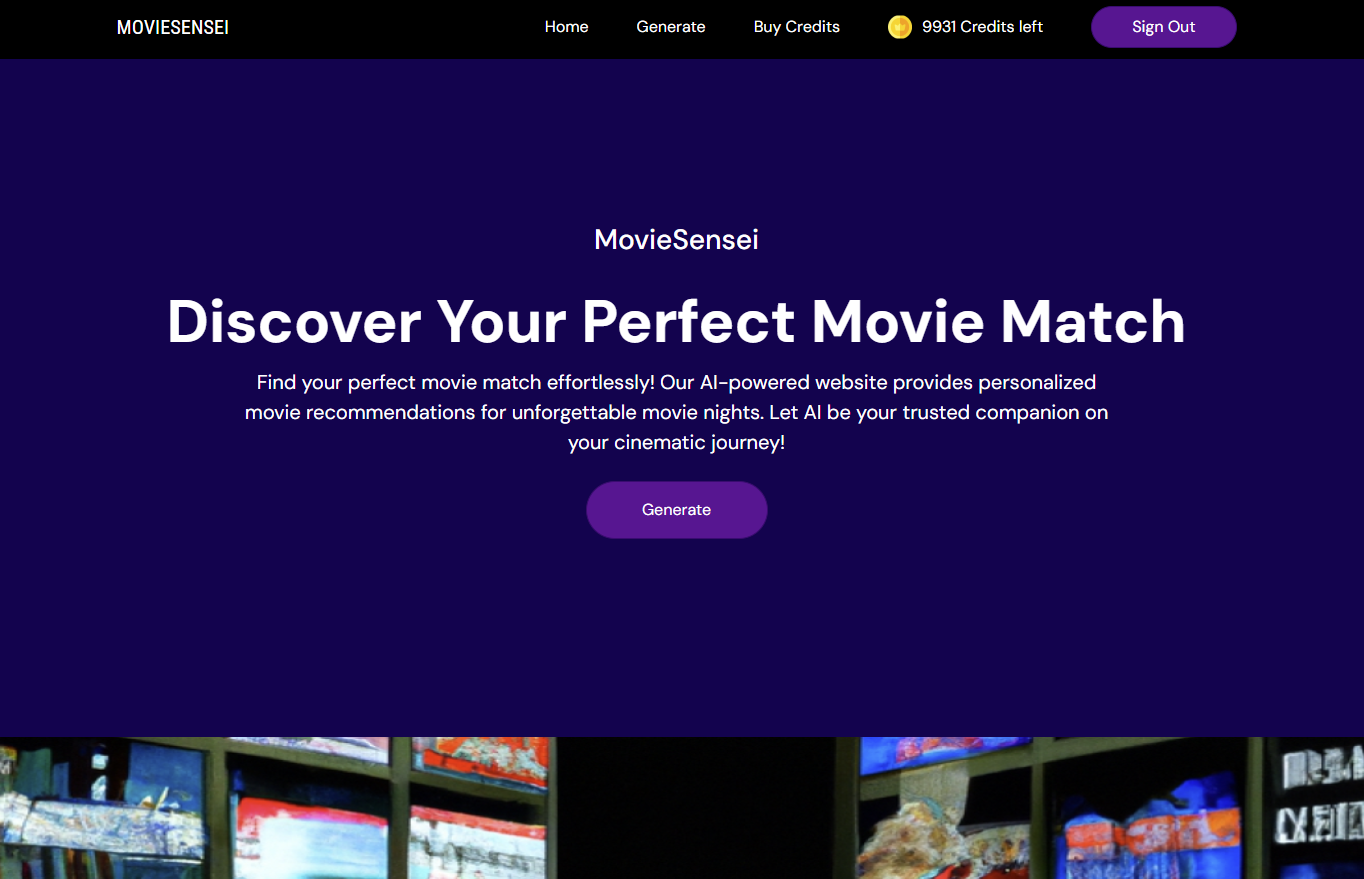 MOVIESENSEI
Home
Generate
Buy Credits
9931 Credits left
Sign Out
MovieSensei
Discover Your Perfect Movie Match
Find your perfect movie match effortlessly! Our AI-powered website provides personalized
movie recommendations for unforgettable movie nights. Let AI be your trusted companion on
your cinematic journey!
Generate